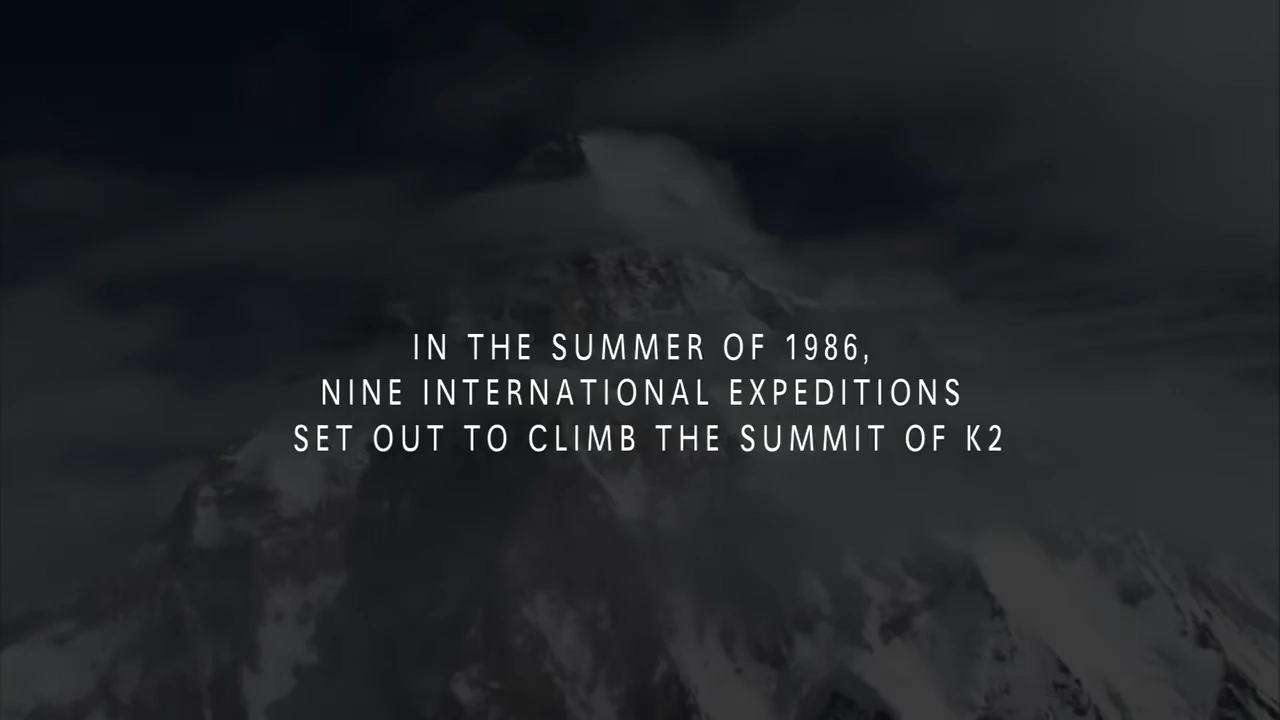 IN THE SUMMER OF 1986,
NINE INTERNATIONAL EXPEDITIONS
SET OUT TO CLIMB THE SUMMIT OF K2